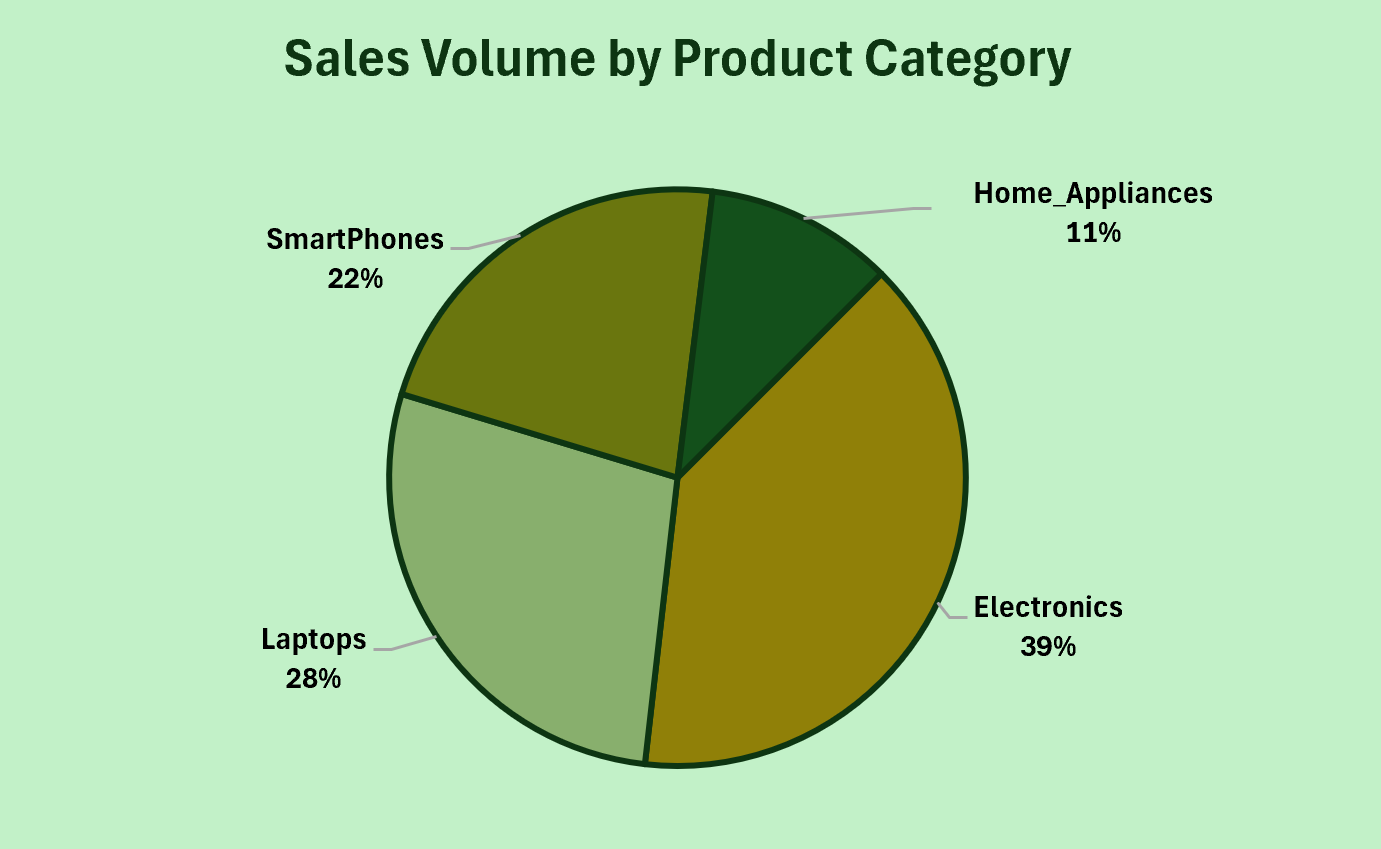 Sales Volume by Product Category
Home_Appliances
11%
SmartPhones
22%
Electronics
39%
Laptops
28%